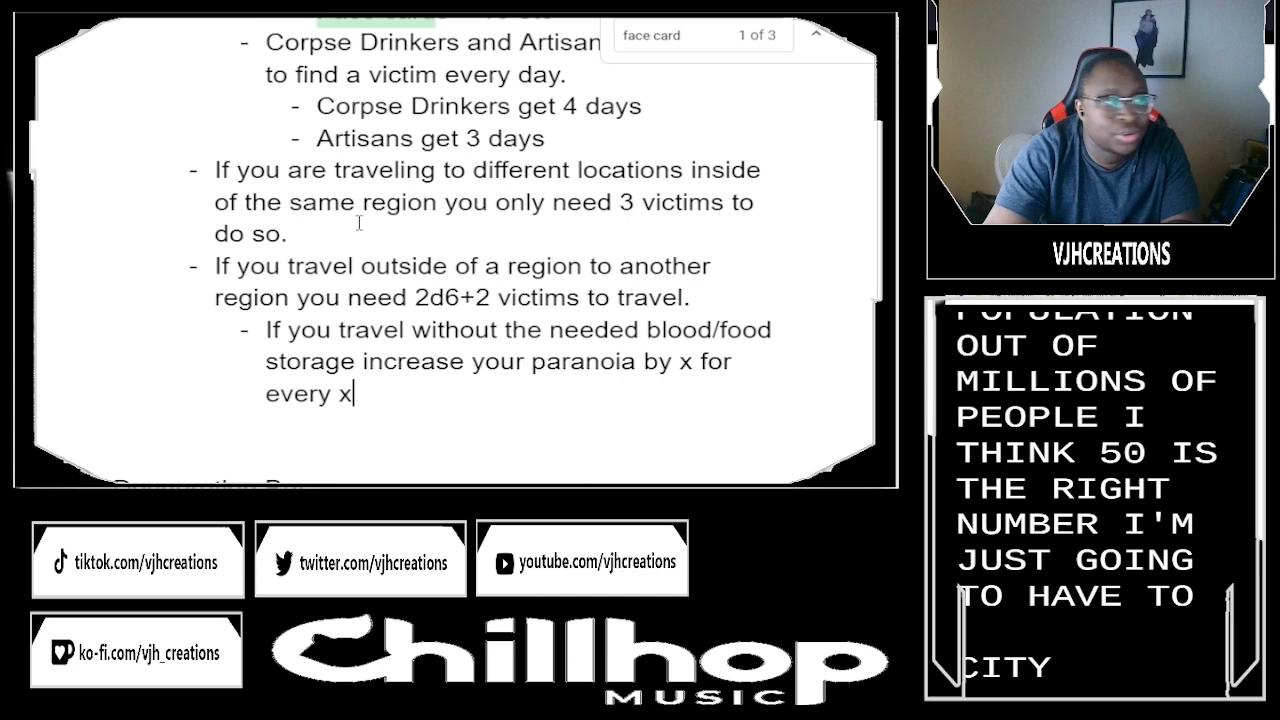 face card
1 of 3
- Corpse Drinkers and Artisan
to find a victim every day.
- Corpse Drinkers get 4 days
- Artisans get 3 days
- If you are traveling to different locations inside
of the same region you only need 3 victims to
do so.
- If you travel outside of a region to another
region you need 2d6+2 victims to travel.
- If you travel without the needed blood/food
storage increase your paranoia by x for
every x
VJHCREATIONS
POPULATION
OUT OF
MILLIONS OF
PEOPLE I
THINK 50 IS
THE RIGHT
NUMBER I'M
JUST GOING
TO HAVE TO
CITY
tiktok.com/vjhcreations
twitter.com/vjhcreations
youtube.com/vjhcreations
ko-fi.com/vjh_creations
Chillhop
MUSIC